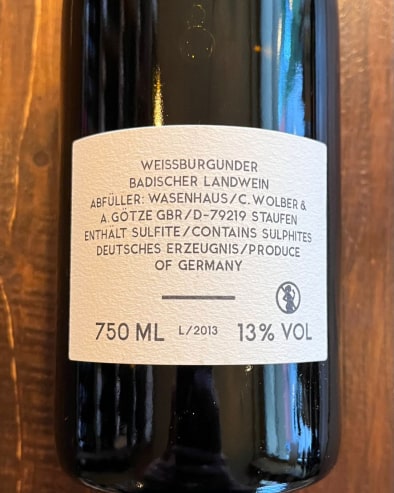 WEISSBURGUNDER
BADISCHER LANDWEIN
ABFÜLLER: WASENHAUS/C. WOLBER &
A. GÖTZE GBR/D-79219 STAUFEN
ENTHÄLT SULFITE/CONTAINS SULPHITES
DEUTSCHES ERZEUGNIS/PRODUCE
OF GERMANY
750 ML L/2013 13% VOL